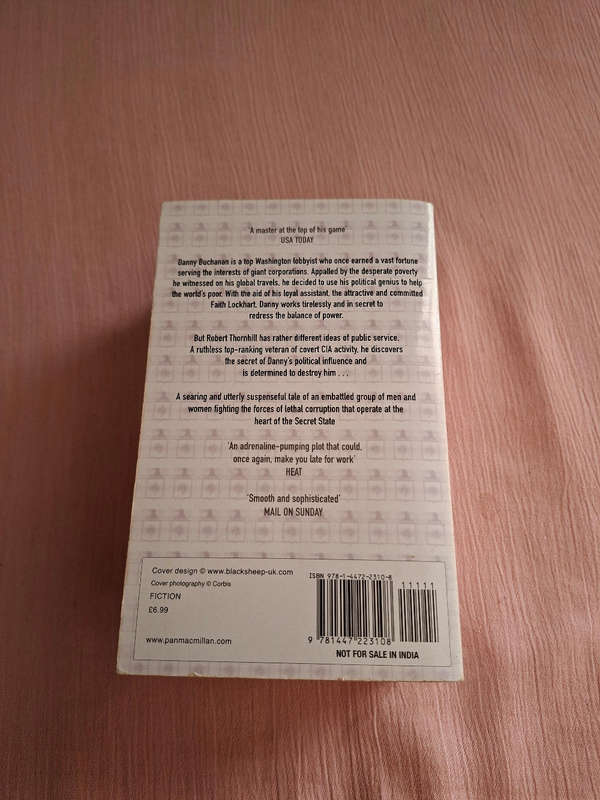 'A master at the top of his game'
USA TODAY
Danny Buchanan is a top Washington lobbyist who once earned a vast fortune
serving the interests of giant corporations. Appalled by the desperate poverty
he witnessed on his global travels, he decided to use his political genius to help
the world's poor. With the aid of his loyal assistant, the attractive and committed
Faith Lockhart, Danny works tirelessly and in secret to
redress the balance of power.
But Robert Thornhill has rather different ideas of public service.
A ruthless top-ranking veteran of covert CIA activity, he discovers
the secret of Danny's political influence and
is determined to destroy him . . .
A searing and utterly suspenseful tale of an embattled group of men and
women fighting the forces of lethal corruption that operate at the
heart of the Secret State
'An adrenaline-pumping plot that could,
once again, make you late for work'
HEAT
'Smooth and sophisticated'
MAIL ON SUNDAY
Cover design © www.blacksheep-uk.com
Cover photography © Corbis
FICTION
£6.99
www.panmacmillan.com
ISBN 978-1-4472-2310-8
11111
9 781447 223108
NOT FOR SALE IN INDIA